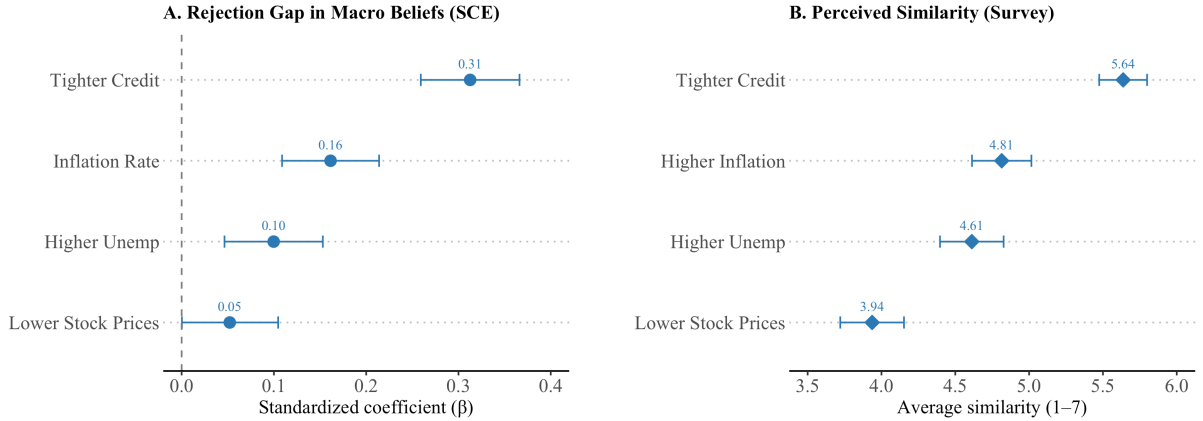 A. Rejection Gap in Macro Beliefs (SCE)
Tighter Credit
0.31
Inflation Rate
0.16
Higher Unemp
0.10
Lower Stock Prices
0.05
0.0 0.1 0.2 0.3 0.4
Standardized coefficient (β)
B. Perceived Similarity (Survey)
Tighter Credit
5.64
Higher Inflation
4.81
Higher Unemp
4.61
Lower Stock Prices
3.94
3.5 4.0 4.5 5.0 5.5 6.0
Average similarity (1–7)